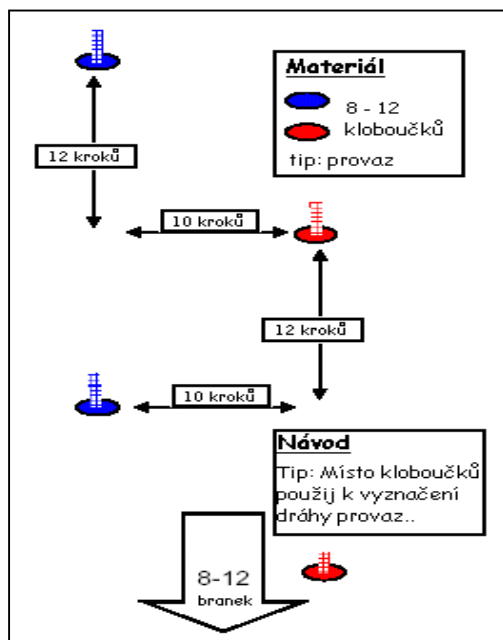 Materiál
8 - 12
kloboučků
tip: provaz
12 kroků
10 kroků
12 kroků
10 kroků
Návod
Tip: Místo kloboučků
použij k vyznačení
dráhy provaz..
8-12
branek